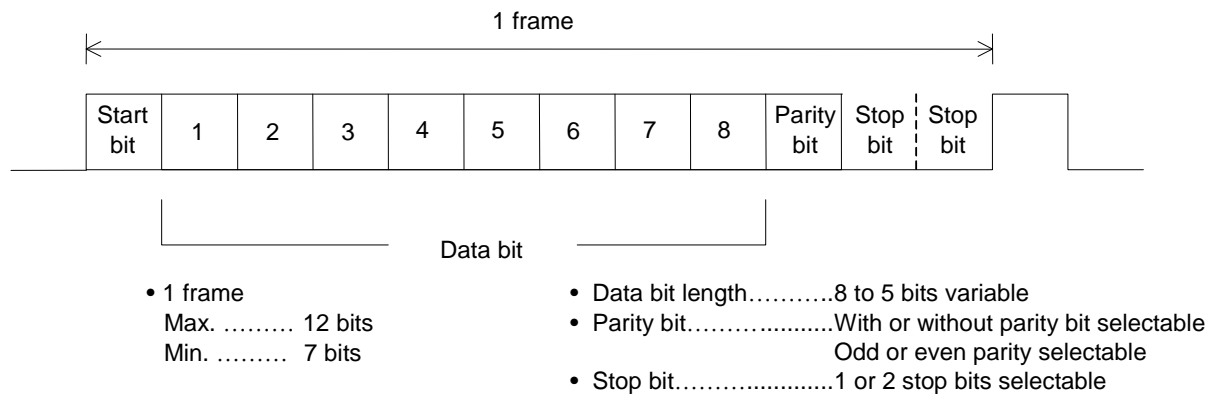 1 frame
Start bit 1 2 3 4 5 6 7 8 Parity bit Stop bit Stop bit
Data bit
• 1 frame
Max. ……… 12 bits
Min. ……… 7 bits
• Data bit length………..8 to 5 bits variable
• Parity bit………...........With or without parity bit selectable
Odd or even parity selectable
• Stop bit………..............1 or 2 stop bits selectable